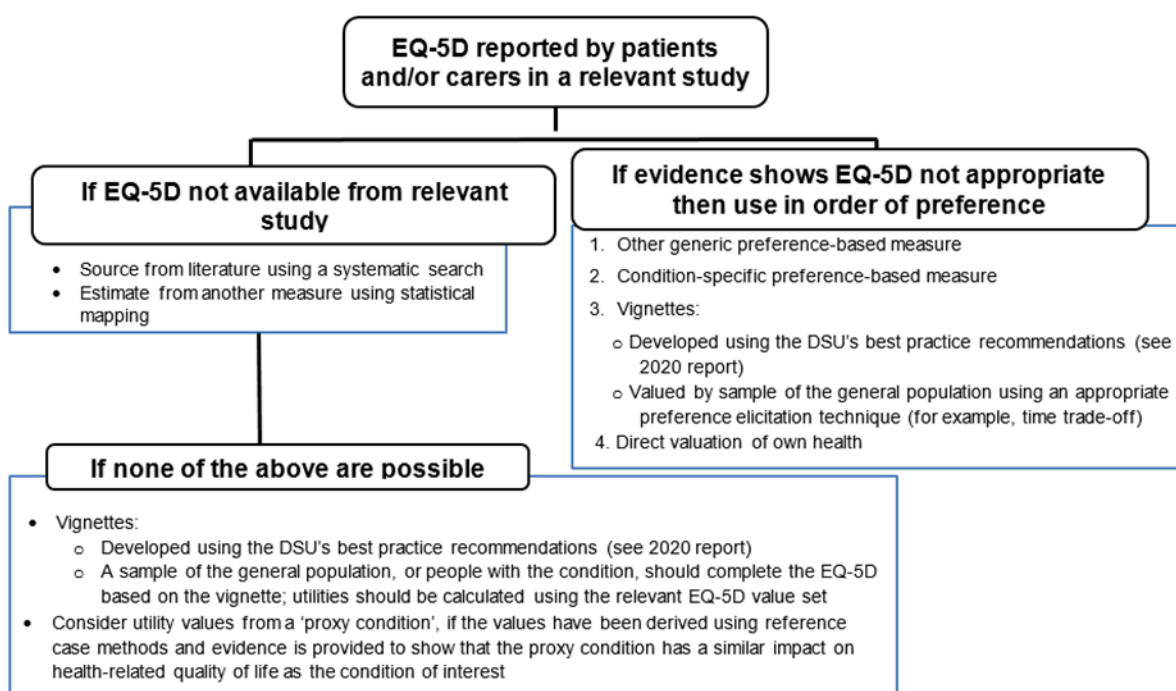 EQ-5D reported by patients
and/or carers in a relevant study
If EQ-5D not available from relevant
study
• Source from literature using a systematic search
• Estimate from another measure using statistical
mapping
If evidence shows EQ-5D not appropriate
then use in order of preference
1. Other generic preference-based measure
2. Condition-specific preference-based measure
3. Vignettes:
o Developed using the DSU's best practice recommendations (see
2020 report)
o Valued by sample of the general population using an appropriate
preference elicitation technique (for example, time trade-off)
4. Direct valuation of own health
If none of the above are possible
• Vignettes:
o Developed using the DSU's best practice recommendations (see 2020 report)
o A sample of the general population, or people with the condition, should complete the EQ-5D
based on the vignette; utilities should be calculated using the relevant EQ-5D value set
• Consider utility values from a 'proxy condition', if the values have been derived using reference
case methods and evidence is provided to show that the proxy condition has a similar impact on
health-related quality of life as the condition of interest